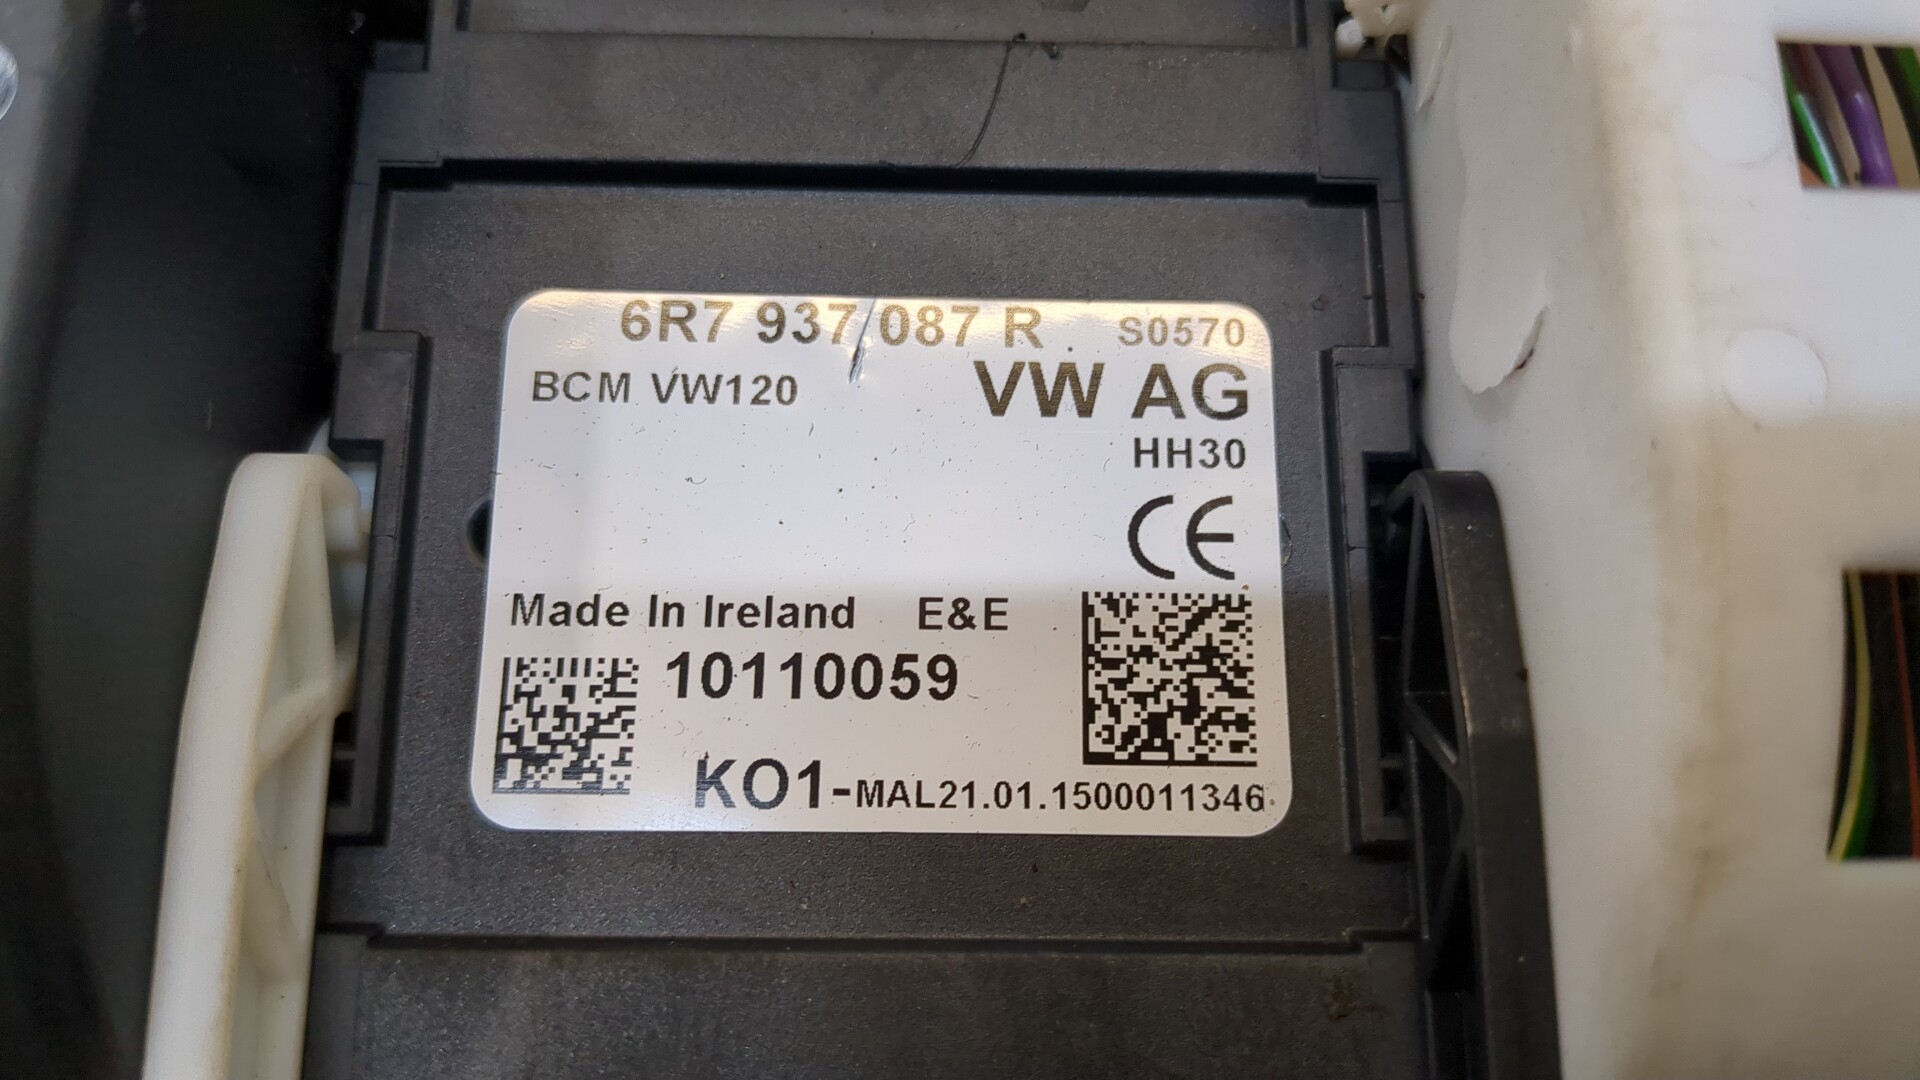 6R7 937 087 R S0570
BCM VW120 VW AG
HH30
CE
Made In Ireland E&E
10110059
KO1-MAL21.01.1500011346